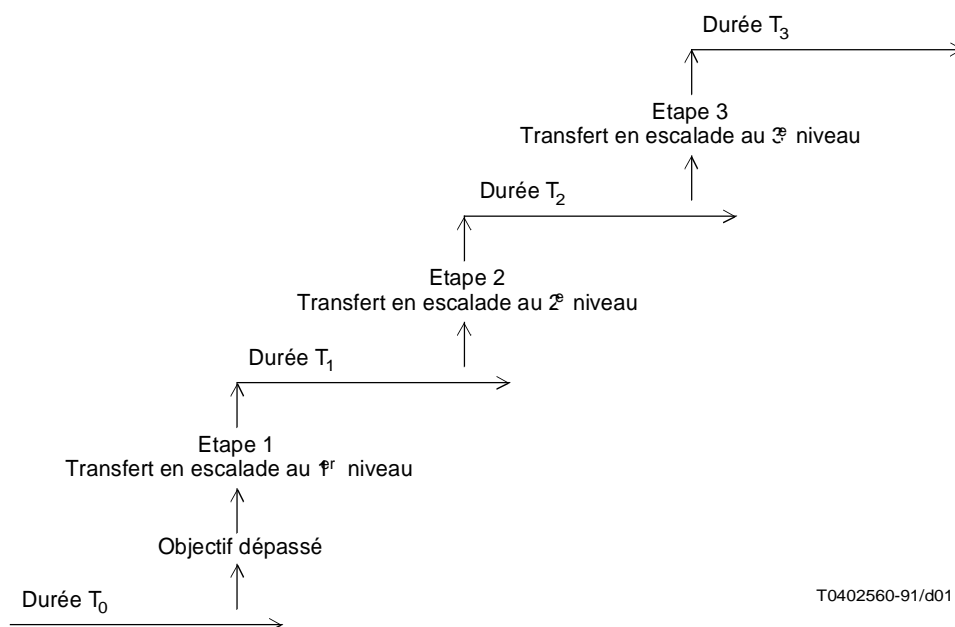 Durée T3
Etape 3
Transfert en escalade au 3e niveau
Durée T2
Etape 2
Transfert en escalade au 2e niveau
Durée T1
Etape 1
Transfert en escalade au 1er niveau
Objectif dépassé
Durée T0
T0402560-91/d01